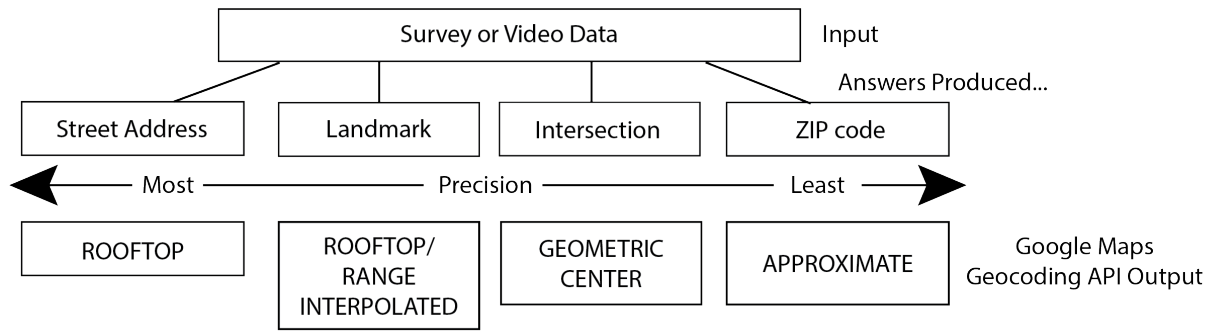 Survey or Video Data
Input
Answers Produced...
Street Address
Landmark
Intersection
ZIP code
Most
Precision
Least
ROOFTOP
ROOFTOP/
RANGE
INTERPOLATED
GEOMETRIC
CENTER
APPROXIMATE
Google Maps
Geocoding API Output